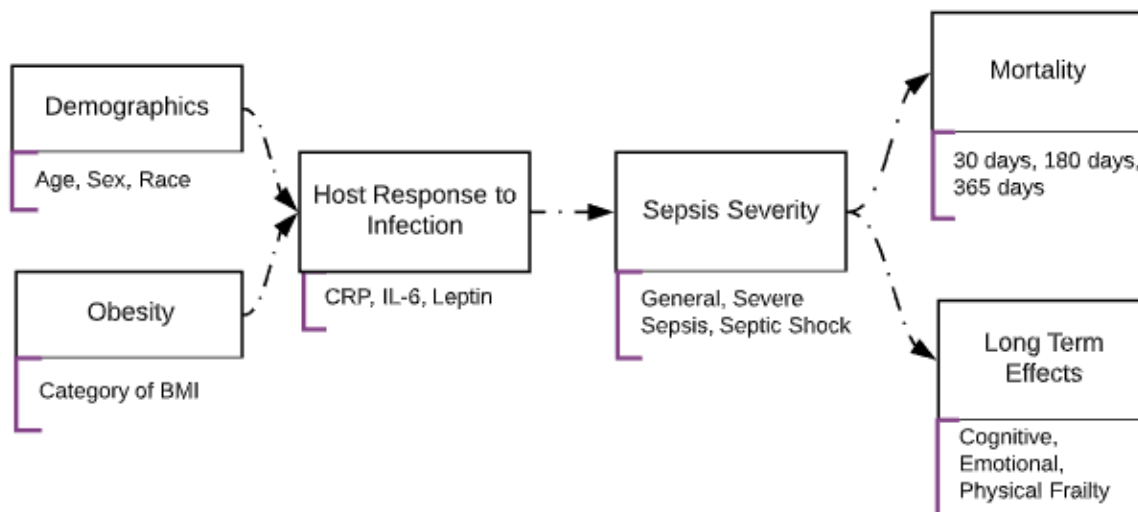 Demographics
Age, Sex, Race
Obesity
Category of BMI
Host Response to
Infection
CRP, IL-6, Leptin
Sepsis Severity
General, Severe
Sepsis, Septic Shock
Mortality
30 days, 180 days,
365 days
Long Term
Effects
Cognitive,
Emotional,
Physical Frailty